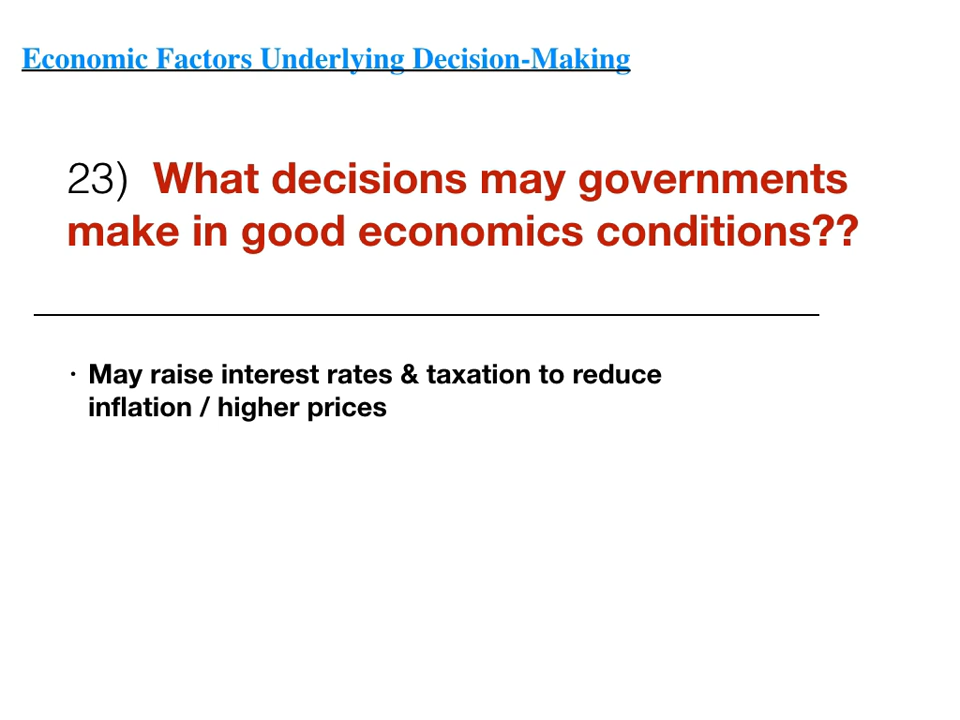 Economic Factors Underlying Decision-Making
23) What decisions may governments
make in good economics conditions??
· May raise interest rates & taxation to reduce
inflation / higher prices